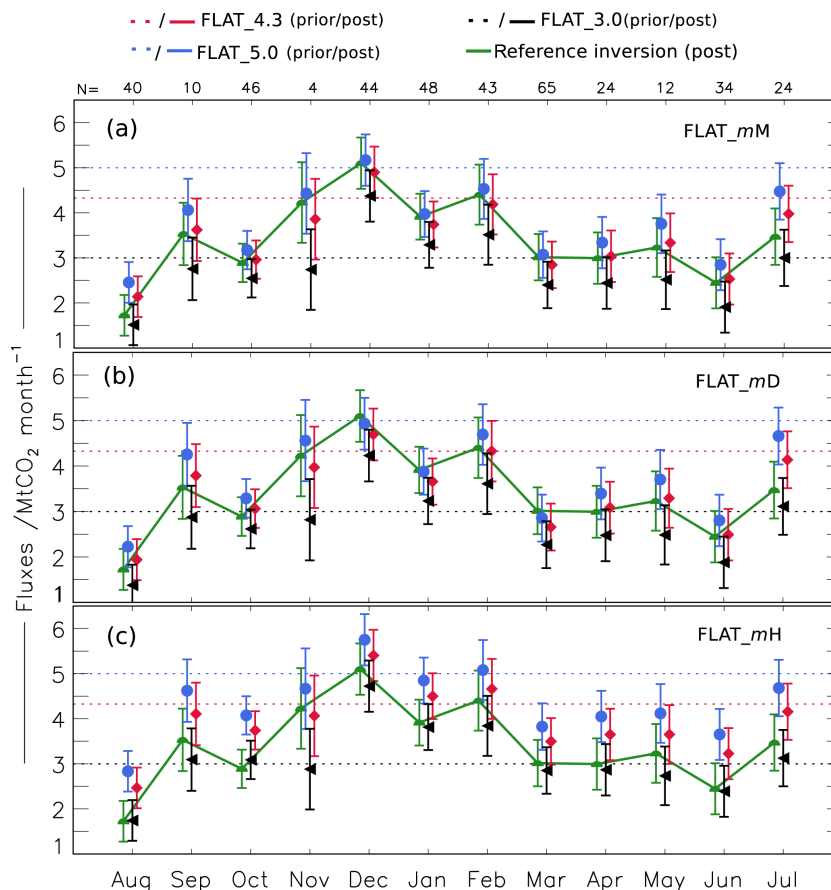 / FLAT_4.3 (prior/post) / FLAT_3.0(prior/post)
/ FLAT_5.0 (prior/post) Reference inversion (post)
N= 40 10 46 4 44 48 43 65 24 12 34 24
(a) FLAT_mM
6
5
4
3
2
1
(b) FLAT_mD
6
5
4
3
2
1
(c) FLAT_mH
6
5
4
3
2
1
Fluxes /MtCO₂ month⁻¹
Aug Sep Oct Nov Dec Jan Feb Mar Apr May Jun Jul